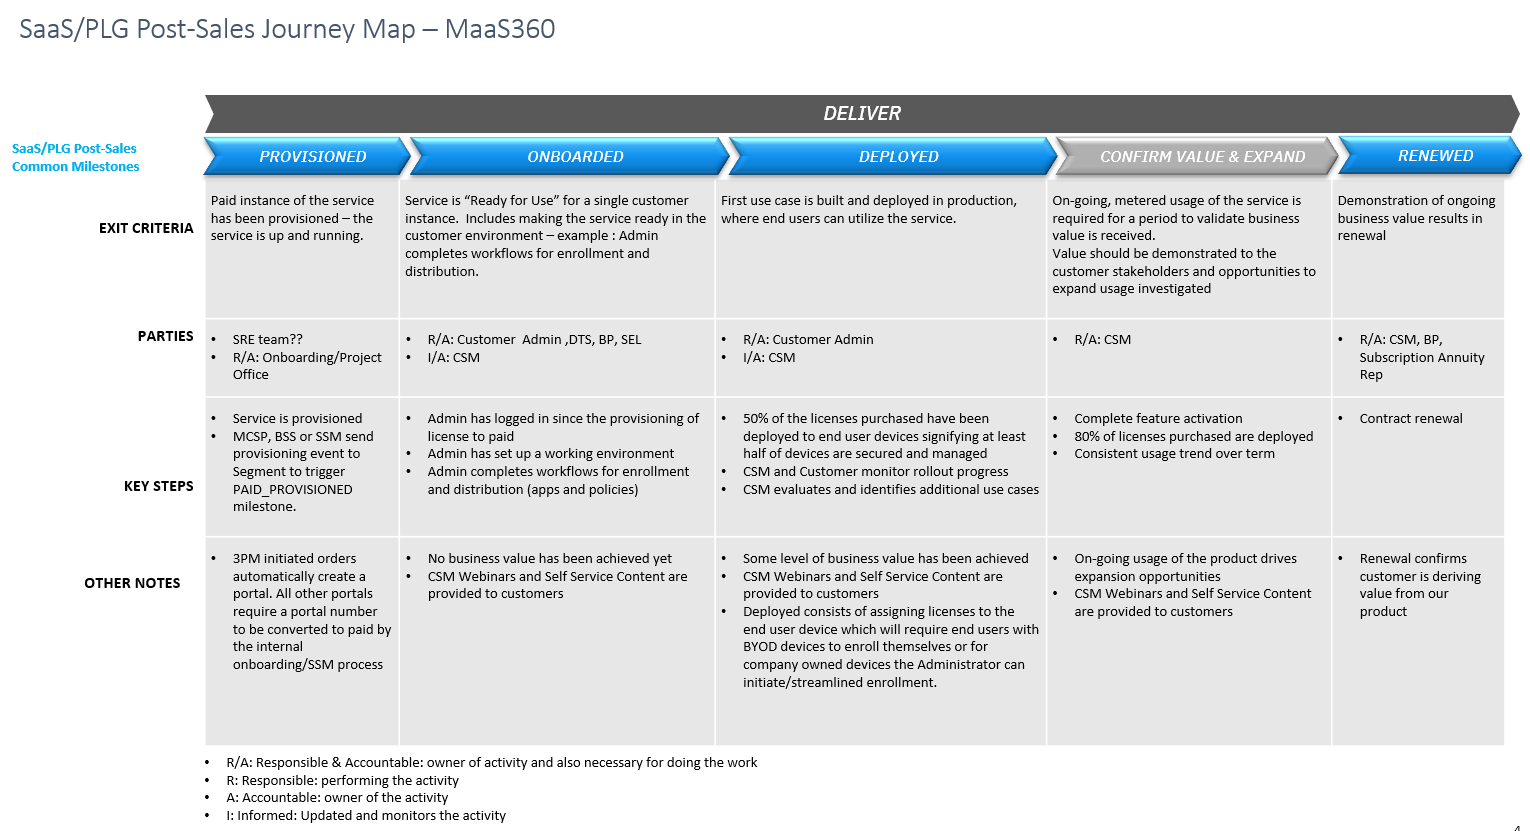 SaaS/PLG Post-Sales Journey Map – MaaS360
DELIVER
SaaS/PLG Post-Sales
Common Milestones
PROVISIONED
ONBOARDED
DEPLOYED
CONFIRM VALUE & EXPAND
RENEWED
EXIT CRITERIA
Paid instance of the service
has been provisioned – the
service is up and running.
Service is “Ready for Use” for a single customer
instance.  Includes making the service ready in the
customer environment – example : Admin
completes workflows for enrollment and
distribution.
First use case is built and deployed in production,
where end users can utilize the service.
On-going, metered usage of the service is
required for a period to validate business
value is received.
Value should be demonstrated to the
customer stakeholders and opportunities to
expand usage investigated
Demonstration of ongoing
business value results in
renewal
PARTIES
• SRE team??
• R/A: Onboarding/Project
Office
• R/A: Customer  Admin ,DTS, BP, SEL
• I/A: CSM
• R/A: Customer Admin
• I/A: CSM
• R/A: CSM
• R/A: CSM, BP,
Subscription Annuity
Rep
KEY STEPS
• Service is provisioned
• MCSP, BSS or SSM send
provisioning event to
Segment to trigger
PAID_PROVISIONED
milestone.
• Admin has logged in since the provisioning of
license to paid
• Admin has set up a working environment
• Admin completes workflows for enrollment
and distribution (apps and policies)
• 50% of the licenses purchased have been
deployed to end user devices signifying at least
half of devices are secured and managed
• CSM and Customer monitor rollout progress
• CSM evaluates and identifies additional use cases
• Complete feature activation
• 80% of licenses purchased are deployed
• Consistent usage trend over term
• Contract renewal
OTHER NOTES
• 3PM initiated orders
automatically create a
portal. All other portals
require a portal number
to be converted to paid by
the internal
onboarding/SSM process
• No business value has been achieved yet
• CSM Webinars and Self Service Content are
provided to customers
• Some level of business value has been achieved
• CSM Webinars and Self Service Content are
provided to customers
• Deployed consists of assigning licenses to the
end user device which will require end users with
BYOD devices to enroll themselves or for
company owned devices the Administrator can
initiate/streamlined enrollment.
• On-going usage of the product drives
expansion opportunities
• CSM Webinars and Self Service Content
are provided to customers
• Renewal confirms
customer is deriving
value from our
product
• R/A: Responsible & Accountable: owner of activity and also necessary for doing the work
• R: Responsible: performing the activity
• A: Accountable: owner of the activity
• I: Informed: Updated and monitors the activity
4